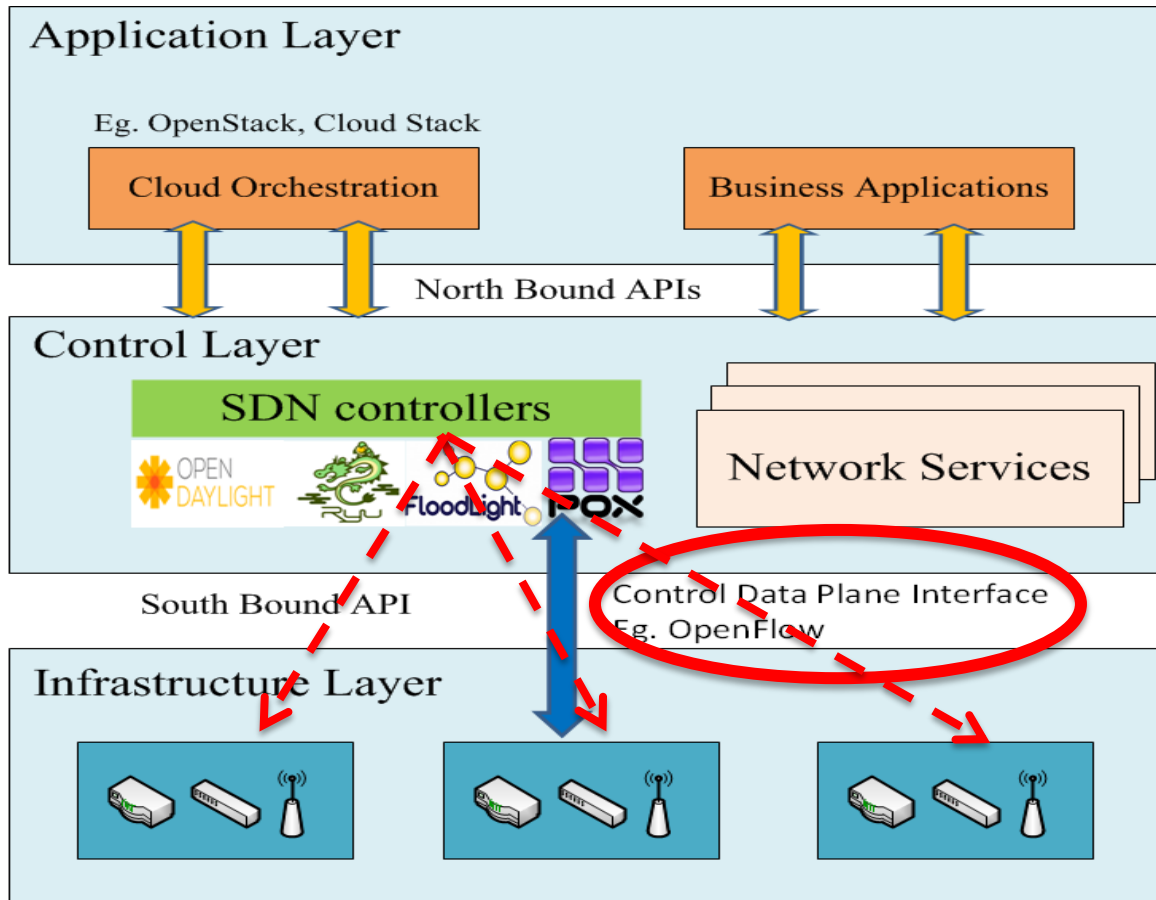 Application Layer
Eg. OpenStack, Cloud Stack
Cloud Orchestration
Business Applications
North Bound APIs
Control Layer
SDN controllers
OPEN
DAYLIGHT
RYU
FLOODLIGHT
POX
Network Services
South Bound API
Control Data Plane Interface
Eg. OpenFlow
Infrastructure Layer